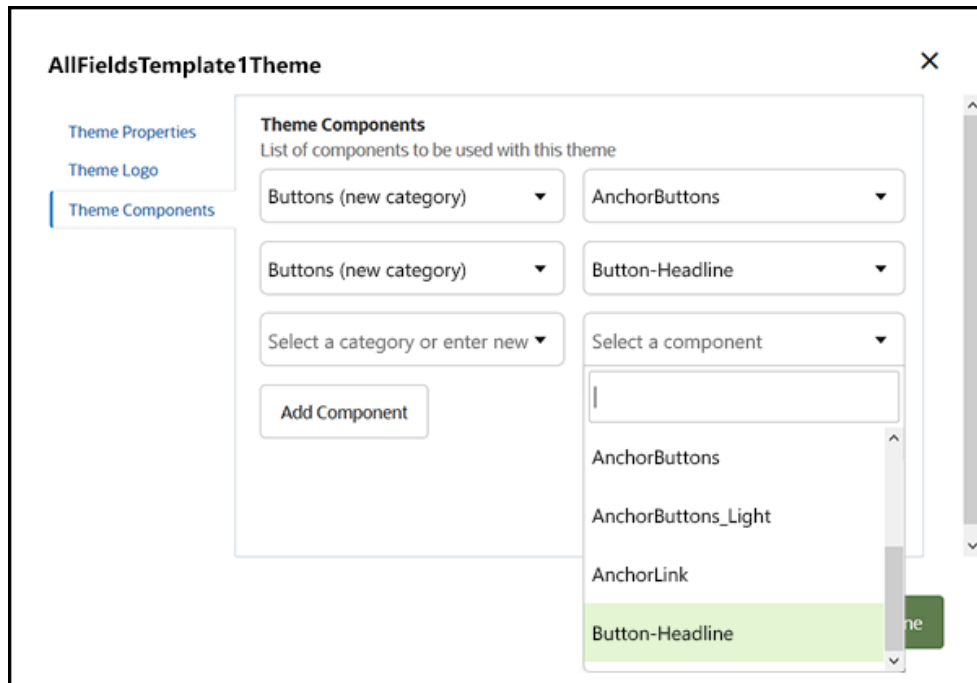 AllFieldsTemplate1Theme
Theme Properties
Theme Logo
Theme Components
Theme Components
List of components to be used with this theme
Buttons (new category)
AnchorButtons
Buttons (new category)
Button-Headline
Select a category or enter new
Select a component
Add Component
AnchorButtons
AnchorButtons_Light
AnchorLink
Button-Headline